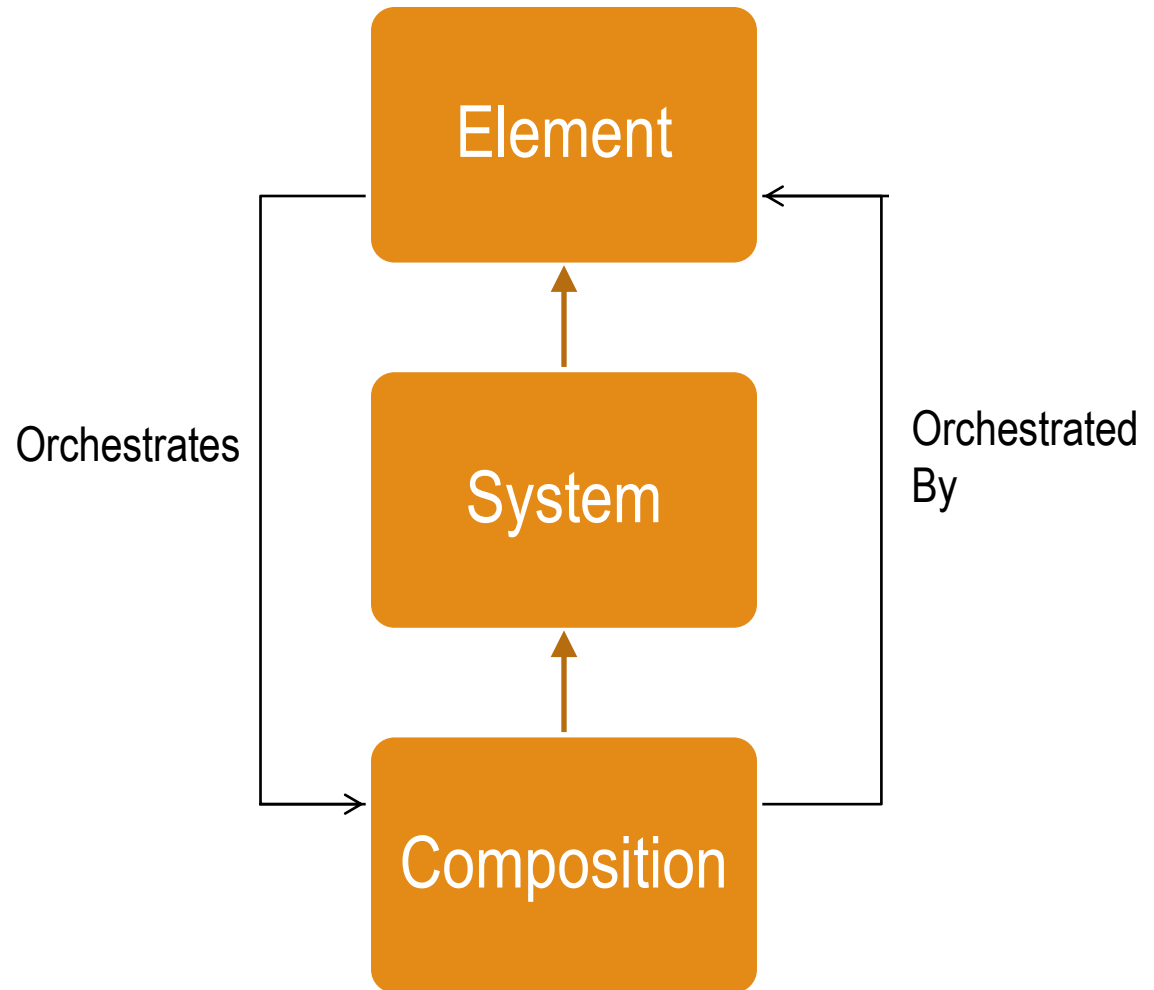 Element
Orchestrates
System
Orchestrated
By
Composition